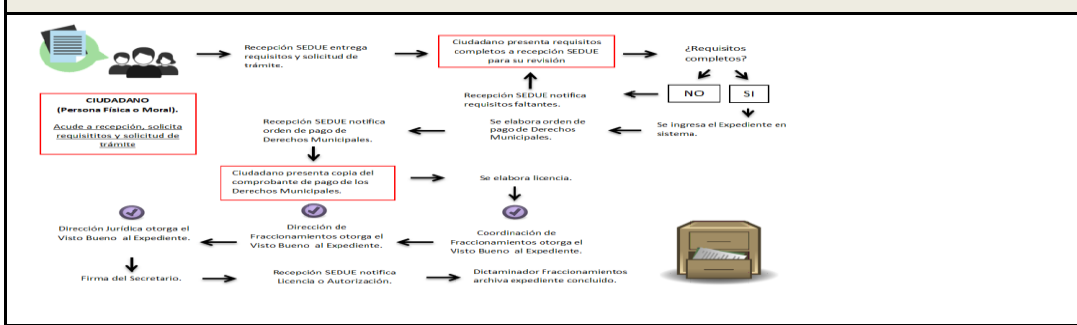 CIUDADANO
(Persona Física o Moral).
Acude a recepción, solicita
requisititos y solicitud de
trámite
Recepción SEDUE entrega
requisitos y solicitud de
trámite.
Ciudadano presenta requisitos
completos a recepción SEDUE
para su revisión
¿Requisitos
completos?
NO
SI
Recepción SEDUE notifica
requisitos faltantes.
Se ingresa el Expediente en
sistema.
Se elabora orden de
pago de Derechos
Municipales.
Recepción SEDUE notifica
orden de pago de
Derechos Municipales.
Ciudadano presenta copia del
comprobante de pago de los
Derechos Municipales.
Se elabora licencia.
Coordinación de
Fraccionamientos otorga el
Visto Bueno al Expediente.
Dirección de
Fraccionamientos otorga el
Visto Bueno al Expediente.
Dirección Jurídica otorga el
Visto Bueno al Expediente.
Firma del Secretario.
Recepción SEDUE notifica
Licencia o Autorización.
Dictaminador Fraccionamientos
archiva expediente concluido.